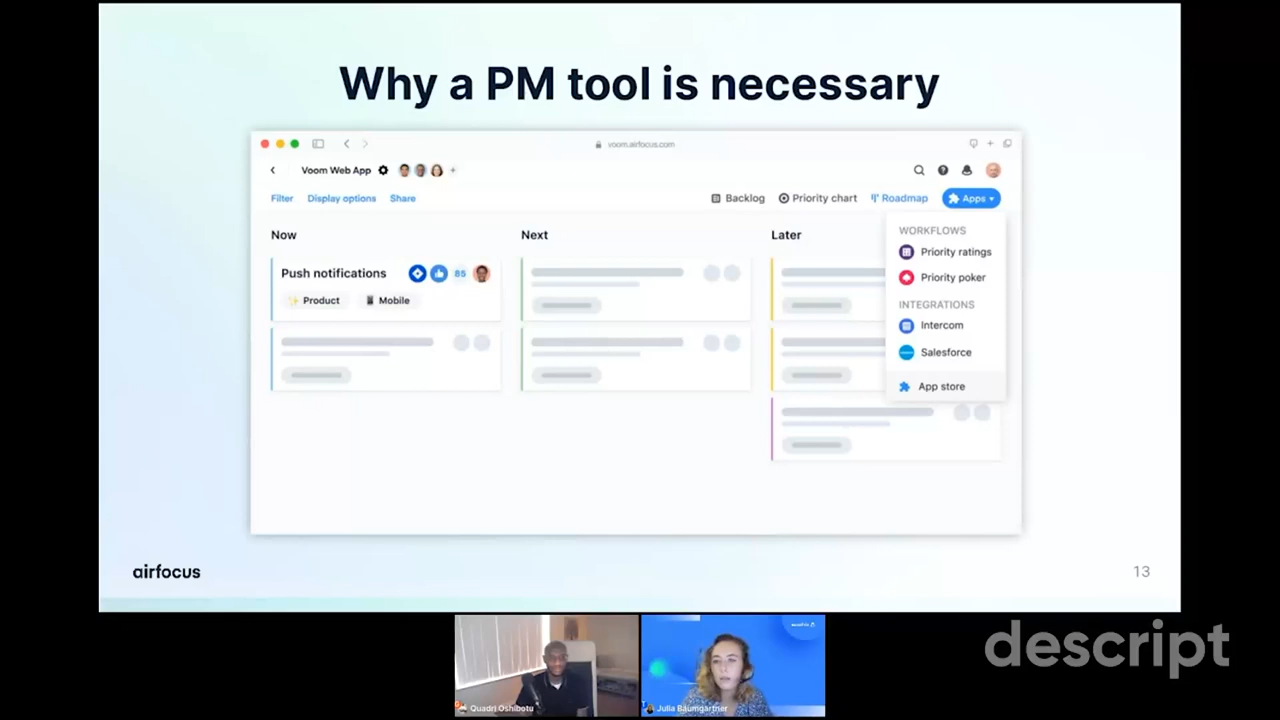 Why a PM tool is necessary
voom.airfocus.com
Voom Web App
Filter Display options Share
Backlog Priority chart Roadmap Apps
Now
Next
Later
Push notifications 85
Product Mobile
WORKFLOWS
Priority ratings
Priority poker
INTEGRATIONS
Intercom
Salesforce
App store
airfocus
13
Quadri Oshibotu
Julia Baumgartner
descript